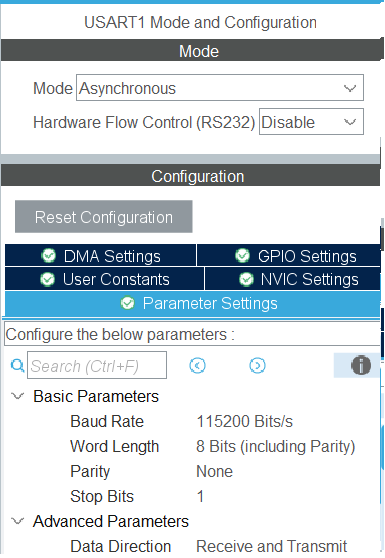 USART1 Mode and Configuration
Mode
Mode Asynchronous
Hardware Flow Control (RS232) Disable
Configuration
Reset Configuration
DMA Settings GPIO Settings
User Constants NVIC Settings
Parameter Settings
Configure the below parameters :
Search (Ctrl+F)
Basic Parameters
Baud Rate 115200 Bits/s
Word Length 8 Bits (including Parity)
Parity None
Stop Bits 1
Advanced Parameters
Data Direction Receive and Transmit